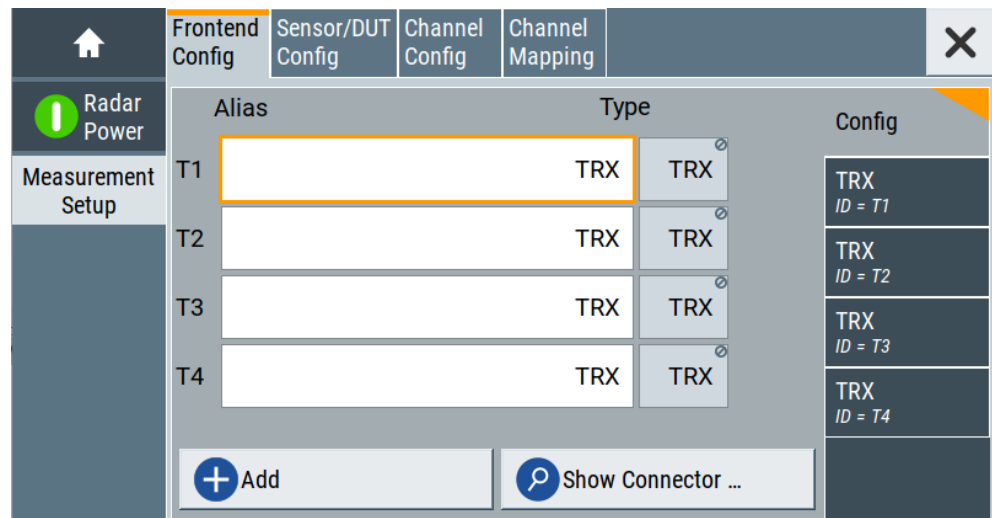 Frontend Config
Sensor/DUT Config
Channel Config
Channel Mapping
Radar Power
Measurement Setup
Alias Type
T1 TRX TRX
T2 TRX TRX
T3 TRX TRX
T4 TRX TRX
Add
Show Connector ...
Config
TRX
ID = T1
TRX
ID = T2
TRX
ID = T3
TRX
ID = T4